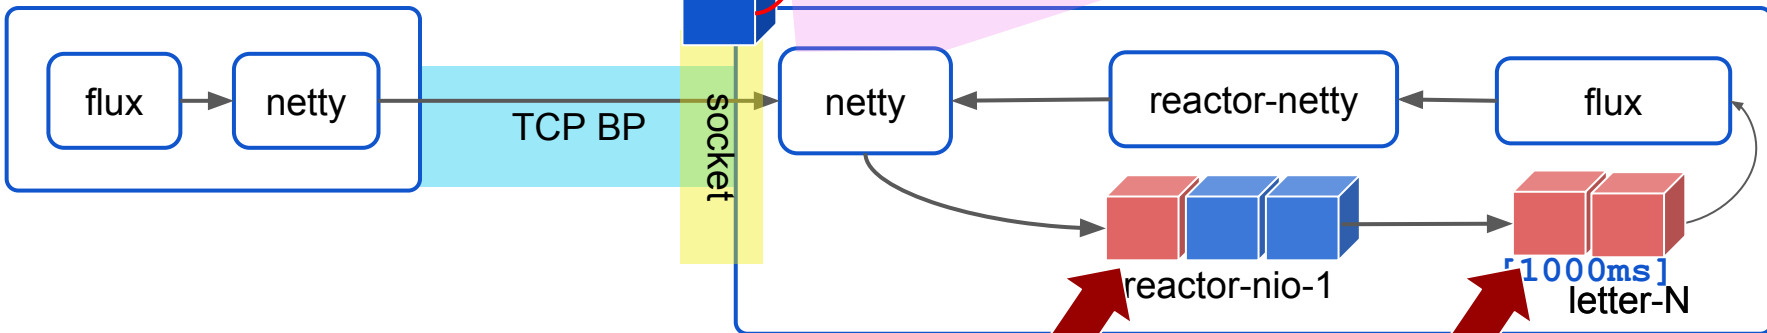 flux
netty
TCP BP
socket
netty
reactor-netty
flux
reactor-nio-1
[1000ms]
letter-N